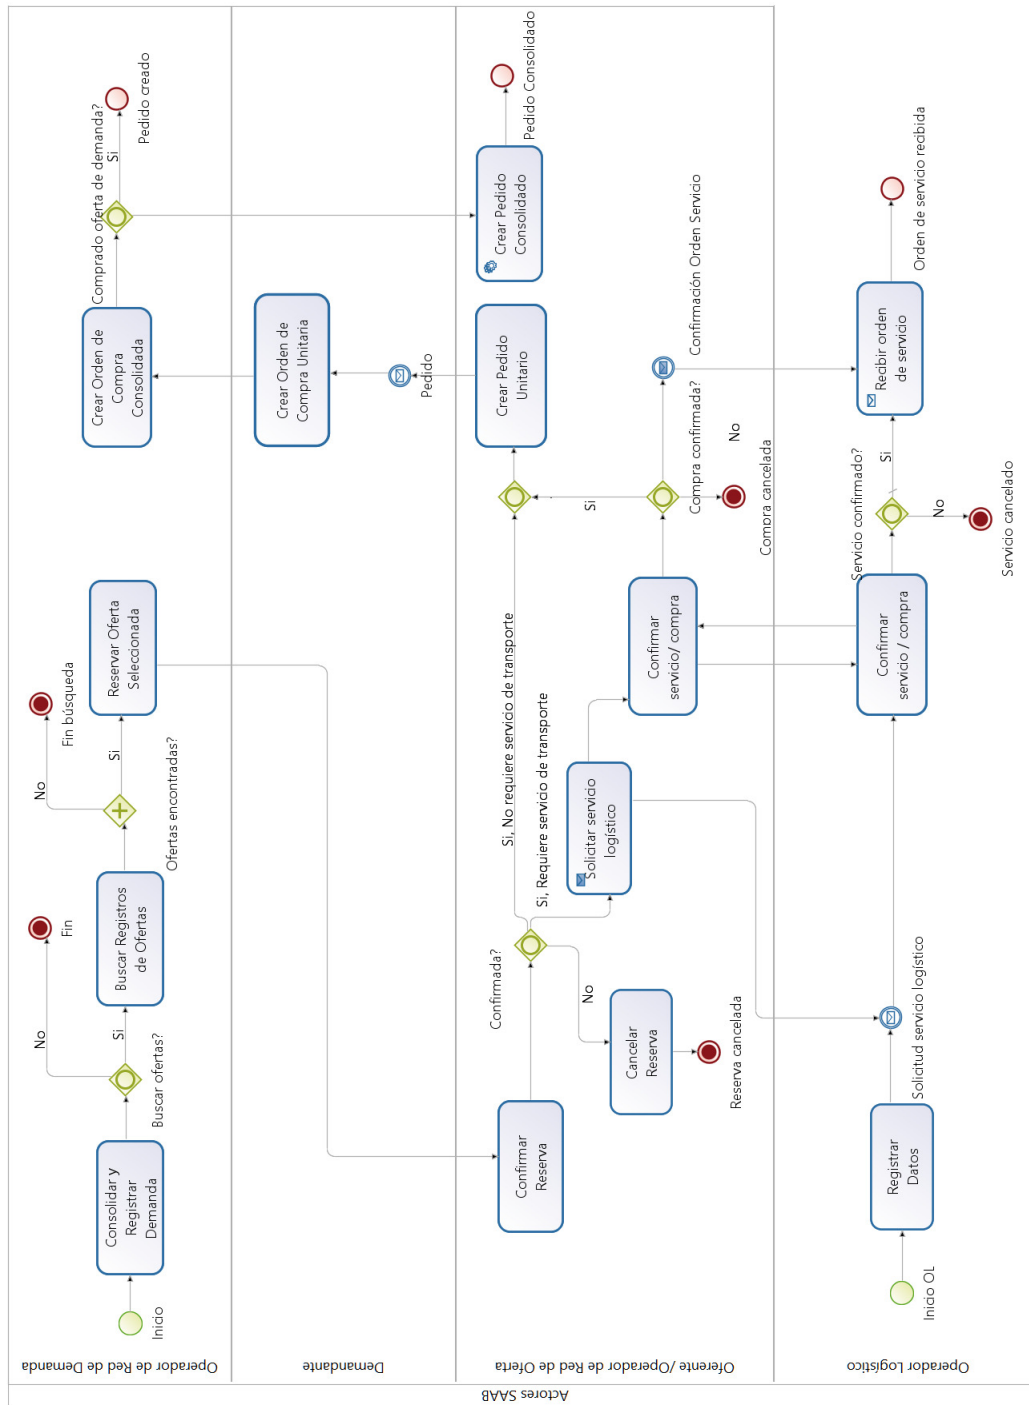 Actores SAAB
Operador de Red de Demanda
Inicio
Consolidar y
Registrar
Demanda
Buscar ofertas?
No
Fin
Si
Buscar Registros
de Ofertas
Ofertas encontradas?
No
Fin búsqueda
Si
Reservar Oferta
Seleccionada
Crear Orden de
Compra
Consolidada
Comprado oferta de demanda?
Si
Pedido creado
Demandante
Crear Orden de
Compra Unitaria
Pedido
Oferente /Operador de Red de Oferta
Confirmar
Reserva
Confirmada?
No
Cancelar
Reserva
Reserva cancelada
Si, No requiere servicio de transporte
Si, Requiere servicio de transporte
Solicitar servicio
logístico
Confirmar
servicio/ compra
Compra confirmada?
Si
No
Compra cancelada
Confirmación Orden Servicio
Crear Pedido
Unitario
Crear Pedido
Consolidado
Pedido Consolidado
Operador Logístico
Inicio OL
Registrar
Datos
Solicitud servicio logístico
Confirmar
servicio / compra
Servicio confirmado?
No
Servicio cancelado
Si
Recibir orden
de servicio
Orden de servicio recibida